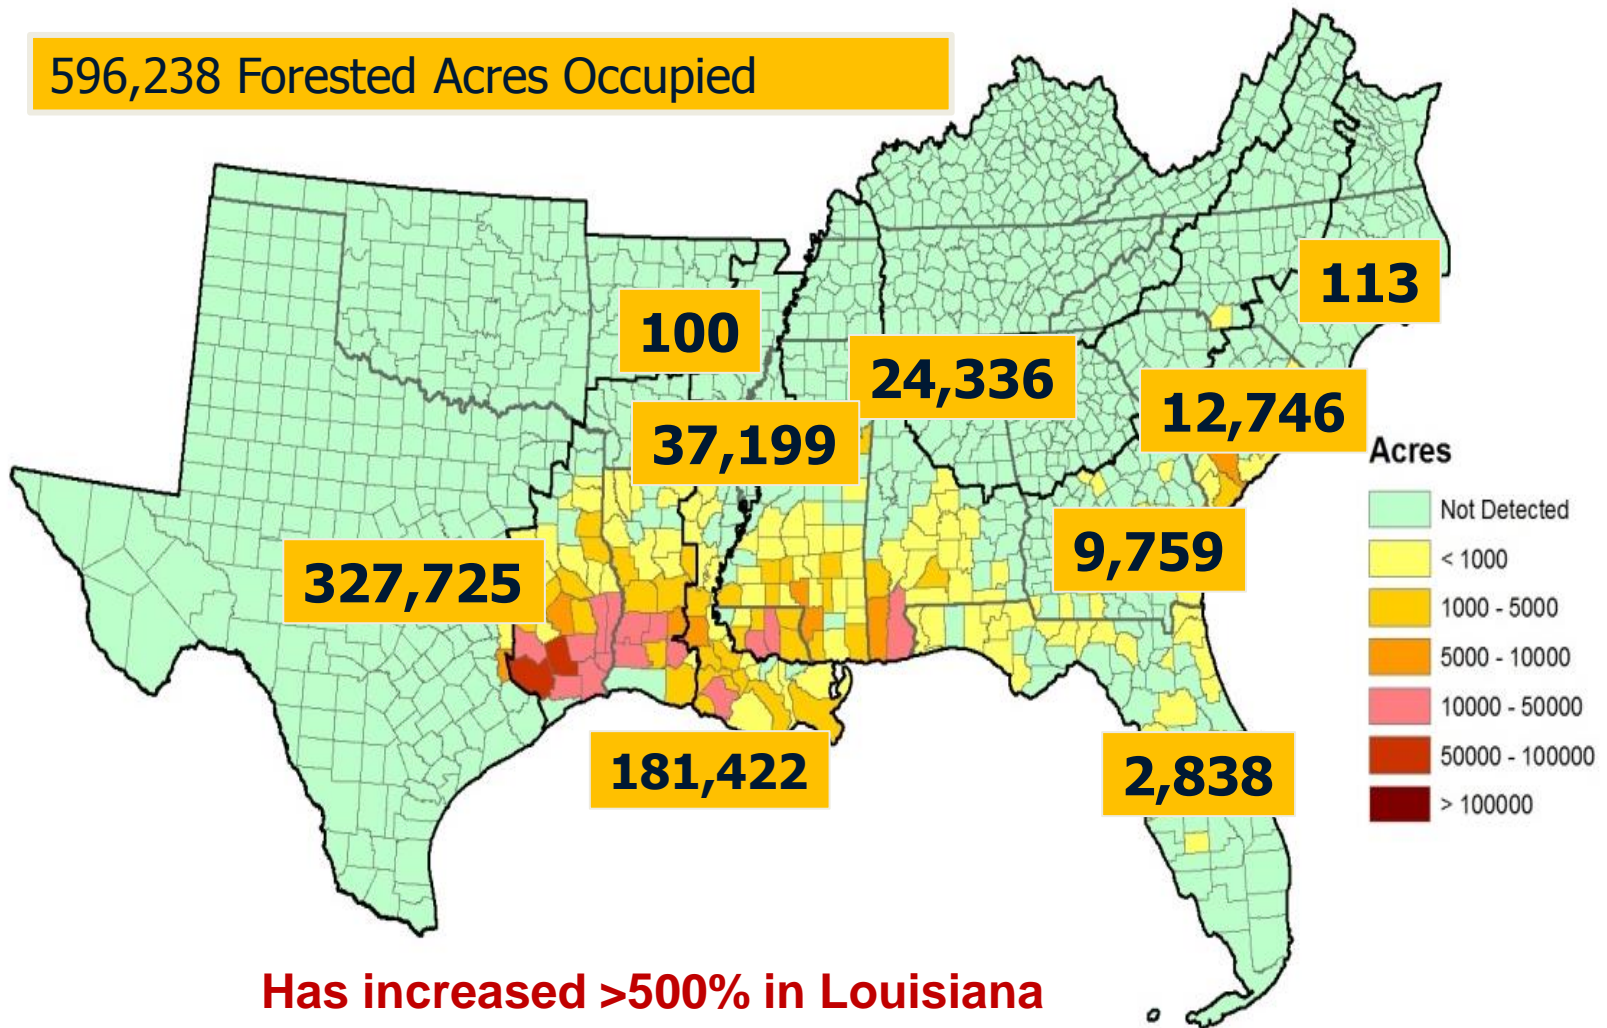 596,238 Forested Acres Occupied
113
100
24,336
12,746
37,199
Acres
Not Detected
< 1000
1000 - 5000
5000 - 10000
10000 - 50000
50000 - 100000
> 100000
9,759
327,725
181,422
2,838
Has increased >500% in Louisiana